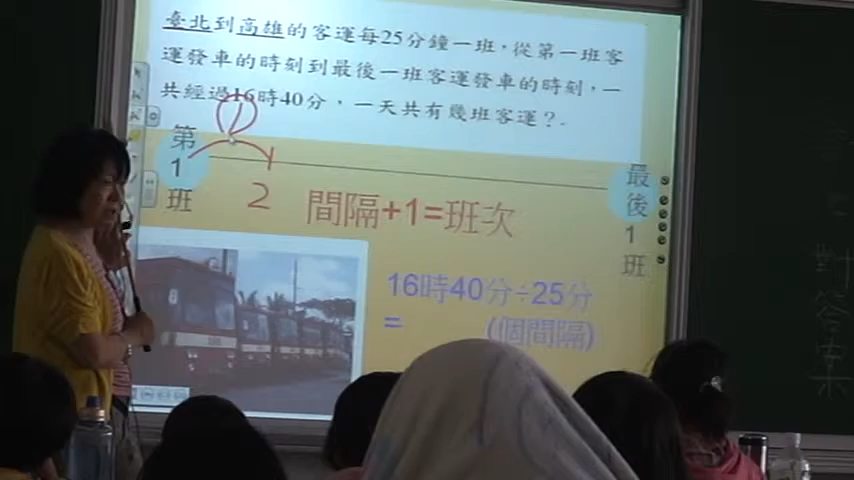 臺北到高雄的客運每25分鐘一班，從第一班客
運發車的時刻到最後一班客運發車的時刻，一
共經過16時40分，一天共有幾班客運？
第
1
班
1
2
間隔+1=班次
最
後
1
班
16時40分÷25分
=
(個間隔)
對
答
案